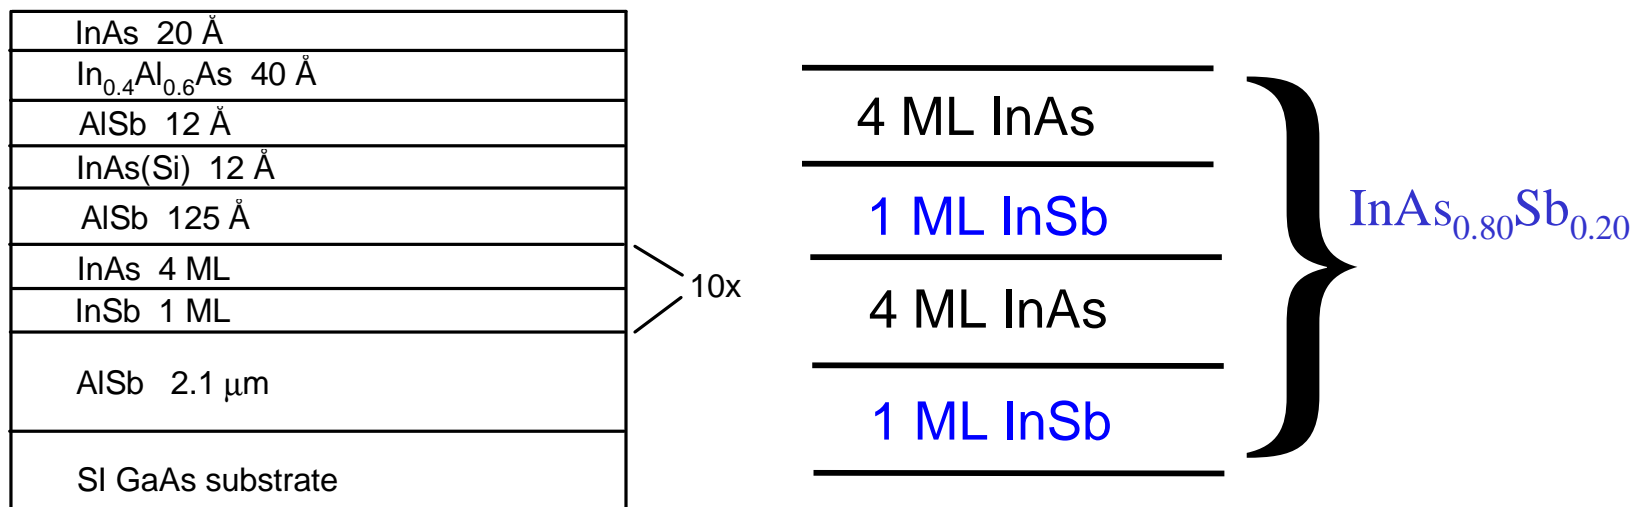 InAs 20 Å
In₀.₄Al₀.₆As 40 Å
AlSb 12 Å
InAs(Si) 12 Å
AlSb 125 Å
InAs 4 ML
InSb 1 ML
10x
AlSb 2.1 μm
SI GaAs substrate
4 ML InAs
1 ML InSb
4 ML InAs
1 ML InSb
InAs₀.₈₀Sb₀.₂₀